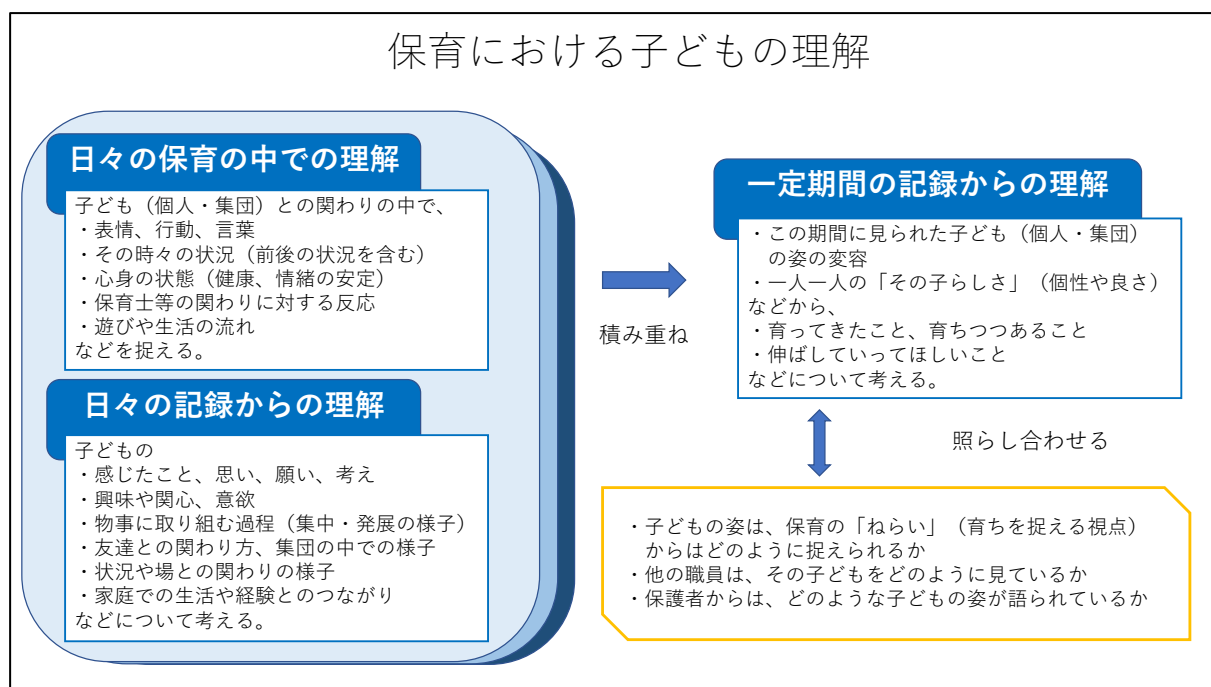 保育における子どもの理解
日々の保育の中での理解
子ども（個人・集団）との関わりの中で、
・表情、行動、言葉
・その時々の状況（前後の状況を含む）
・心身の状態（健康、情緒の安定）
・保育士等の関わりに対する反応
・遊びや生活の流れ
などを捉える。
日々の記録からの理解
子どもの
・感じたこと、思い、願い、考え
・興味や関心、意欲
・物事に取り組む過程（集中・発展の様子）
・友達との関わり方、集団の中での様子
・状況や場との関わりの様子
・家庭での生活や経験とのつながり
などについて考える。
積み重ね
一定期間の記録からの理解
・この期間に見られた子ども（個人・集団）
の姿の変容
・一人一人の「その子らしさ」（個性や良さ）
などから、
・育ってきたこと、育ちつつあること
・伸ばしていってほしいこと
などについて考える。
照らし合わせる
・子どもの姿は、保育の「ねらい」（育ちを捉える視点）
からはどのように捉えられるか
・他の職員は、その子どもをどのように見ているか
・保護者からは、どのような子どもの姿が語られているか